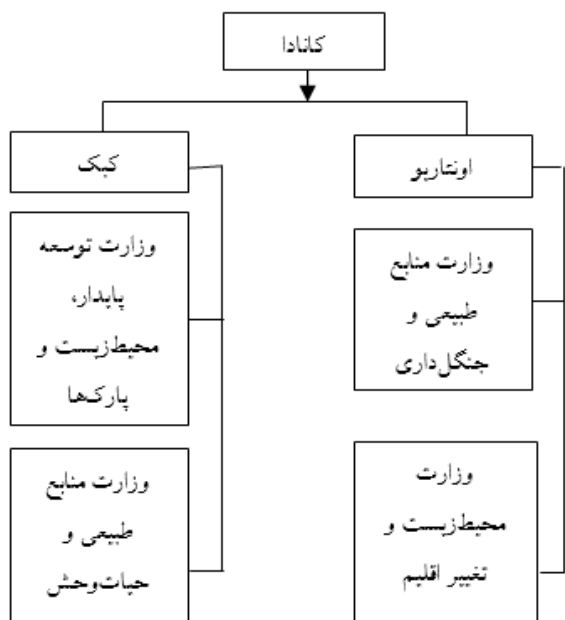 کانادا
اونتاریو
وزارت منابع
طبیعی و
جنگل‌داری
وزارت
محیط‌زیست و
تغییر اقلیم
کبک
وزارت توسعه
پایدار،
محیط‌زیست و
پارک‌ها
وزارت منابع
طبیعی و
حیات‌وحش